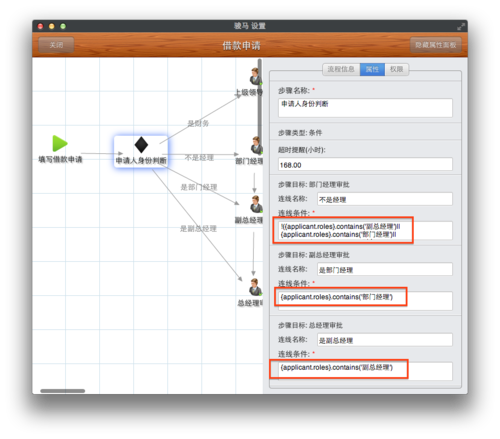 骏马 设置
关闭
借款申请
隐藏属性面板
流程信息
属性
权限
步骤名称: *
申请人身份判断
步骤类型: 条件
超时提醒(小时):
168.00
步骤目标: 部门经理审批
连线名称:
不是经理
连线条件: *
!({applicant.roles}.contains('副总经理')||
{applicant.roles}.contains('部门经理')||
步骤目标: 副总经理审批
连线名称:
是部门经理
连线条件: *
{applicant.roles}.contains('部门经理')
步骤目标: 总经理审批
连线名称:
是副总经理
连线条件: *
{applicant.roles}.contains('副总经理')
上级领导
是财务
填写借款申请
申请人身份判断
不是经理
部门经理
是部门经理
副总经理
是副总经理
总经理